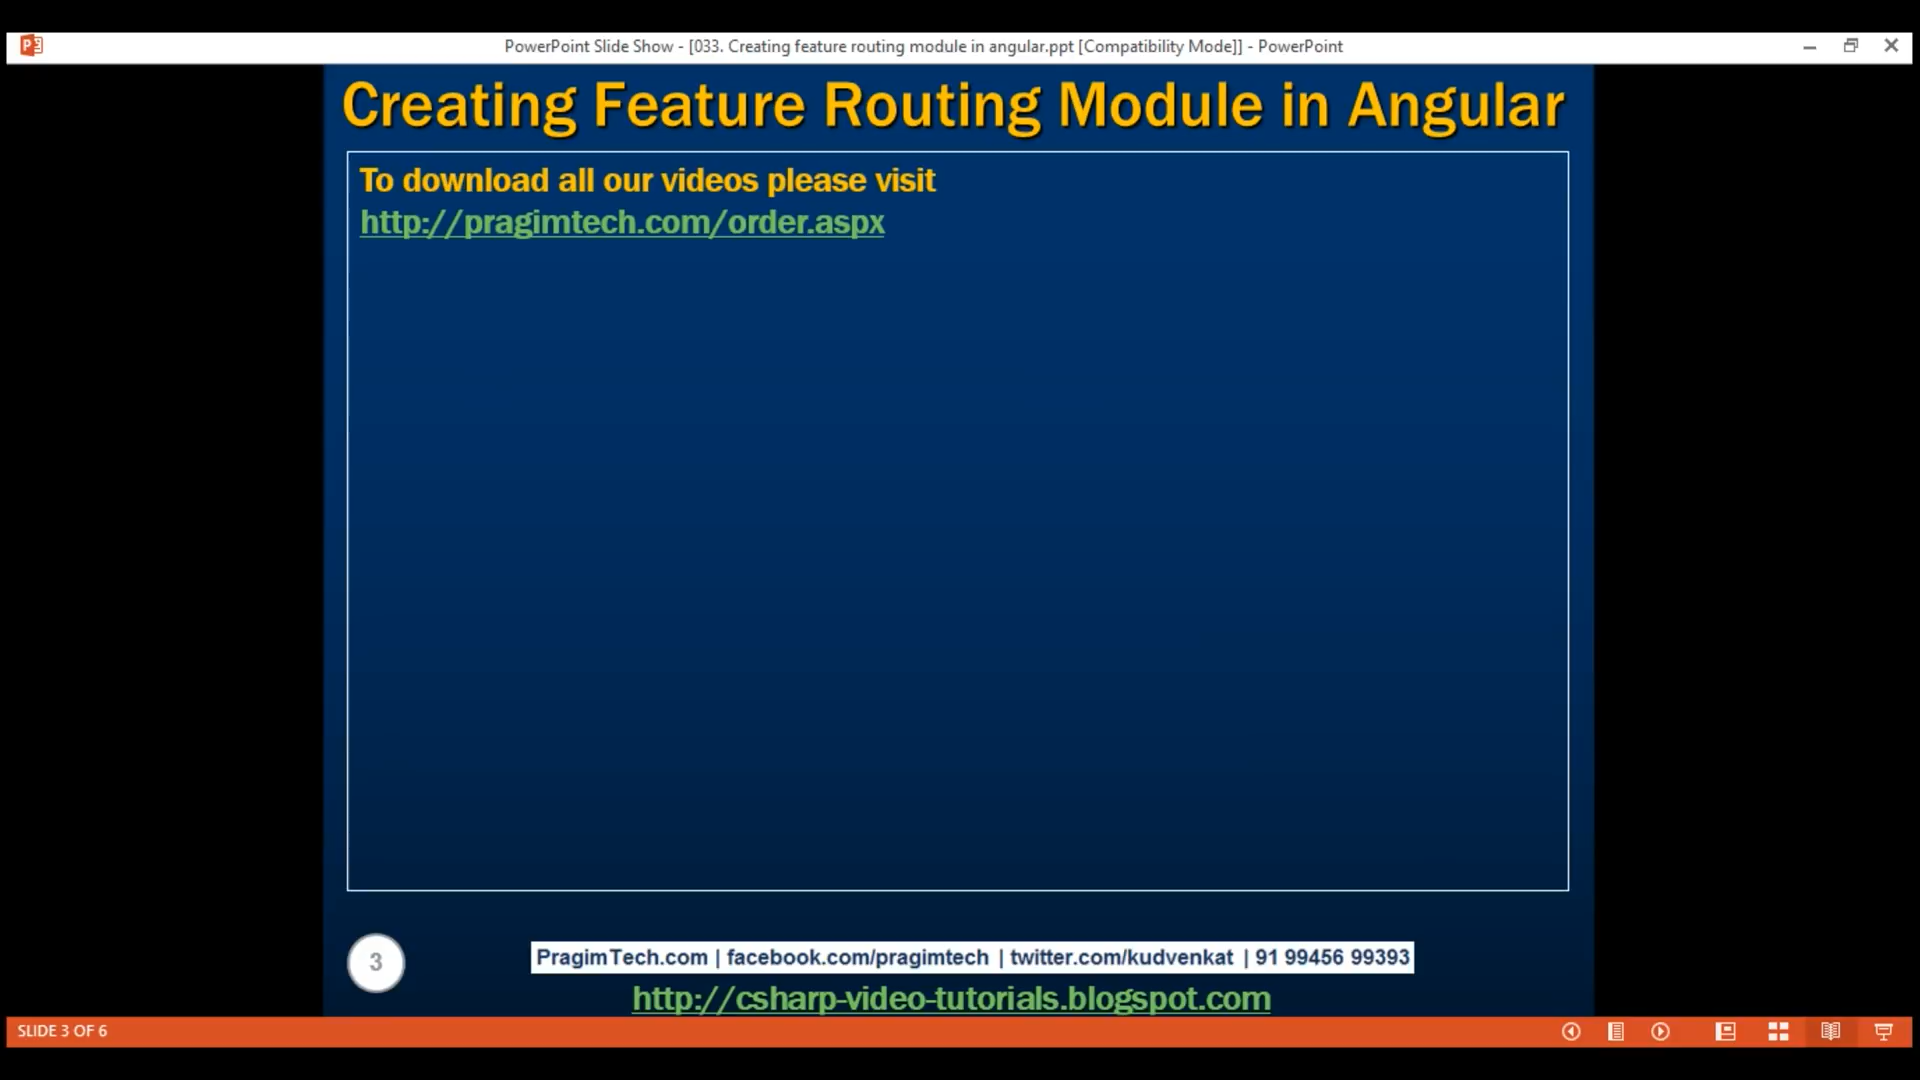 PowerPoint Slide Show - [033. Creating feature routing module in angular.ppt [Compatibility Mode]] - PowerPoint
Creating Feature Routing Module in Angular
To download all our videos please visit
http://pragimtech.com/order.aspx
3
PragimTech.com | facebook.com/pragimtech | twitter.com/kudvenkat | 91 99456 99393
http://csharp-video-tutorials.blogspot.com
SLIDE 3 OF 6